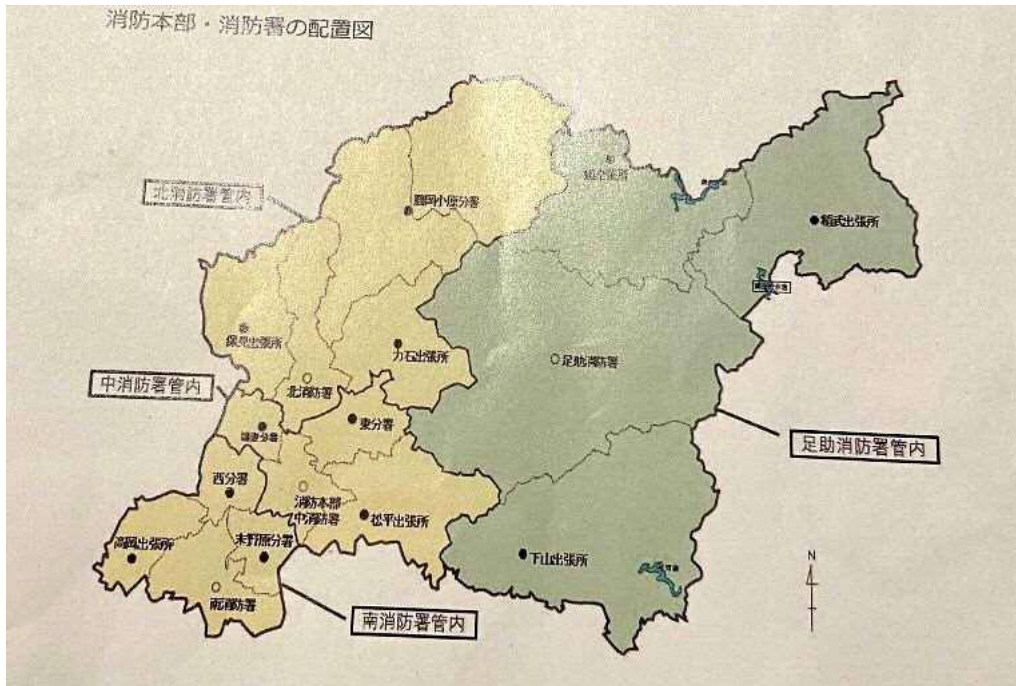 消防本部・消防署の配置図
北消防署管内
藤岡小原分署
旭出張所
稲武出張所
保見出張所
力石出張所
足助消防署
中消防署管内
北消防署
東分署
足助消防署管内
西分署
消防本部
中消防署
松平出張所
高岡出張所
末野原分署
下山出張所
南消防署
南消防署管内
N